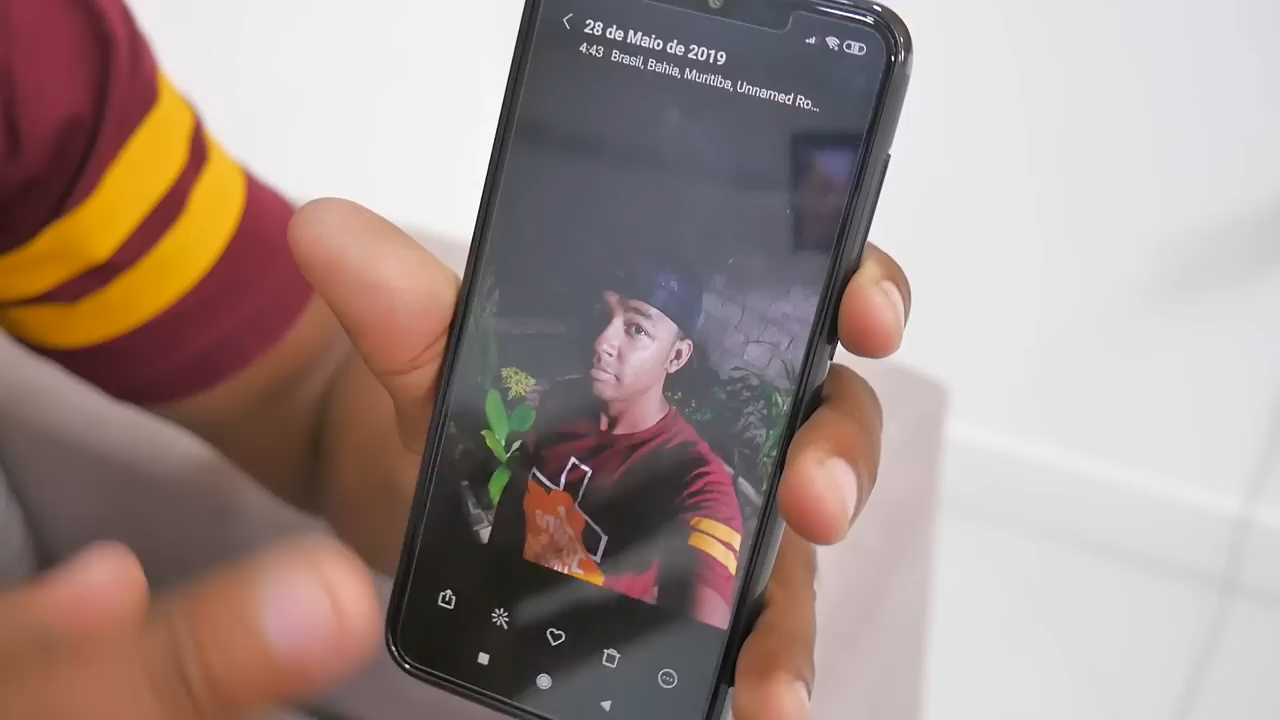 28 de Maio de 2019
4:43 Brasil, Bahia, Muritiba, Unnamed Ro...